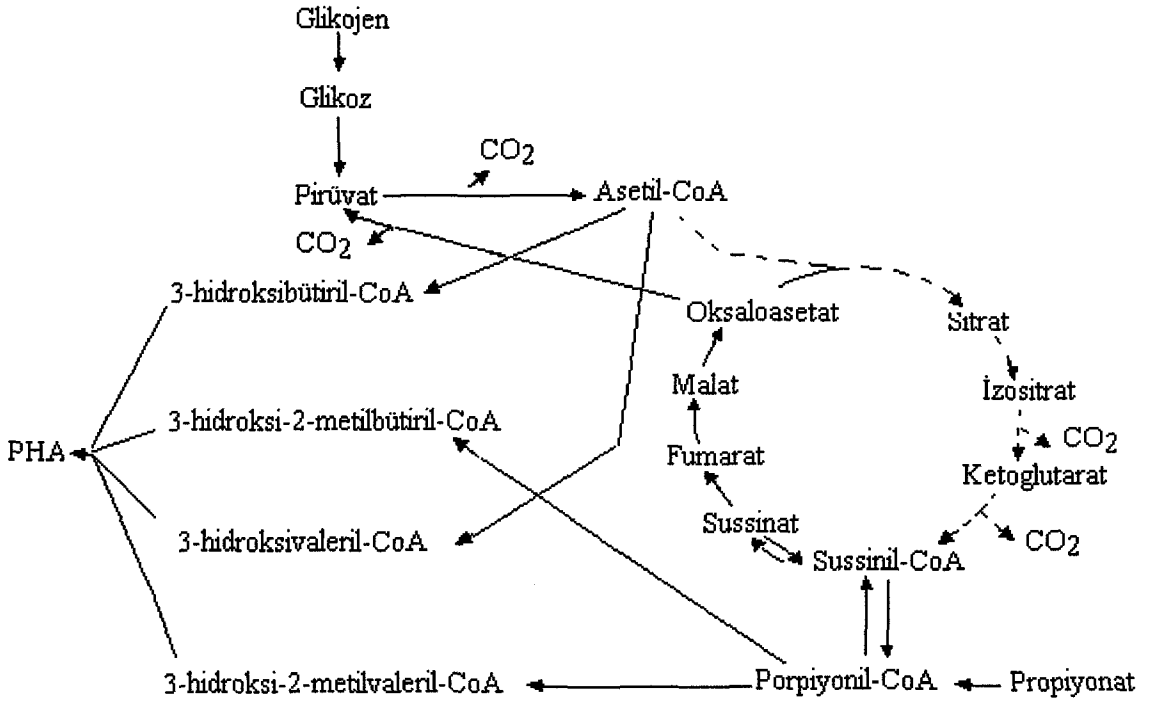 Glikojen
Glikoz
CO2
Pirüvat
Asetil-CoA
CO2
3-hidroksibütiril-CoA
Oksaloasetat
Sitrat
Malat
İzositrat
3-hidroksi-2-metilbütiril-CoA
CO2
PHA
Fumarat
Ketoglutarat
Sussinat
3-hidroksivaleril-CoA
CO2
Sussinil-CoA
3-hidroksi-2-metilvaleril-CoA
Porpiyonil-CoA
Propiyonat